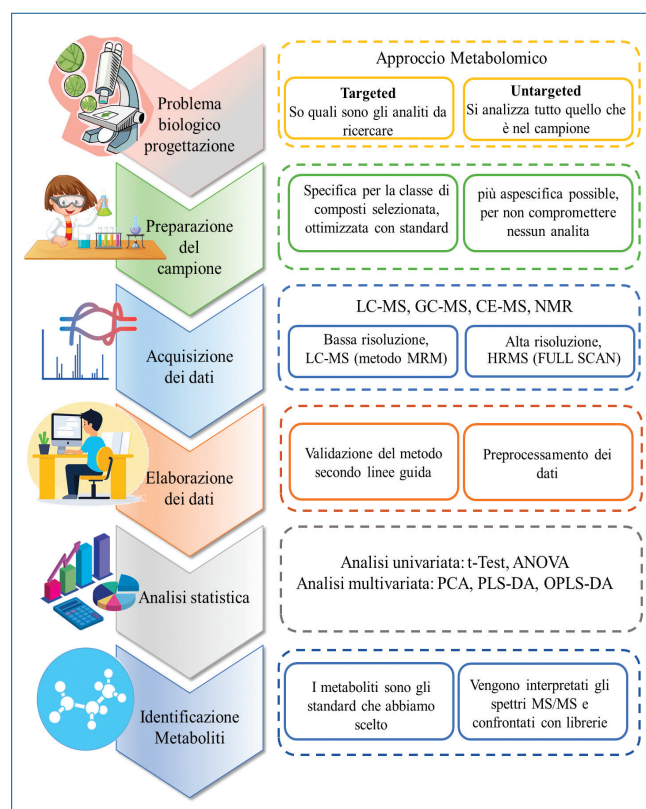 Problema
biologico
progettazione
Approccio Metabolomico
Targeted
So quali sono gli analiti da
ricercare
Untargeted
Si analizza tutto quello che
è nel campione
Preparazione
del
campione
Specifica per la classe di
composti selezionata,
ottimizzata con standard
più aspescifica possible,
per non compromettere
nessun analita
Acquisizione
dei dati
LC-MS, GC-MS, CE-MS, NMR
Bassa risoluzione,
LC-MS (metodo MRM)
Alta risoluzione,
HRMS (FULL SCAN)
Elaborazione
dei dati
Validazione del metodo
secondo linee guida
Preprocessamento dei
dati
Analisi statistica
Analisi univariata: t-Test, ANOVA
Analisi multivariata: PCA, PLS-DA, OPLS-DA
Identificazione
Metaboliti
I metaboliti sono gli
standard che abbiamo
scelto
Vengono interpretati gli
spettri MS/MS e
confrontati con librerie